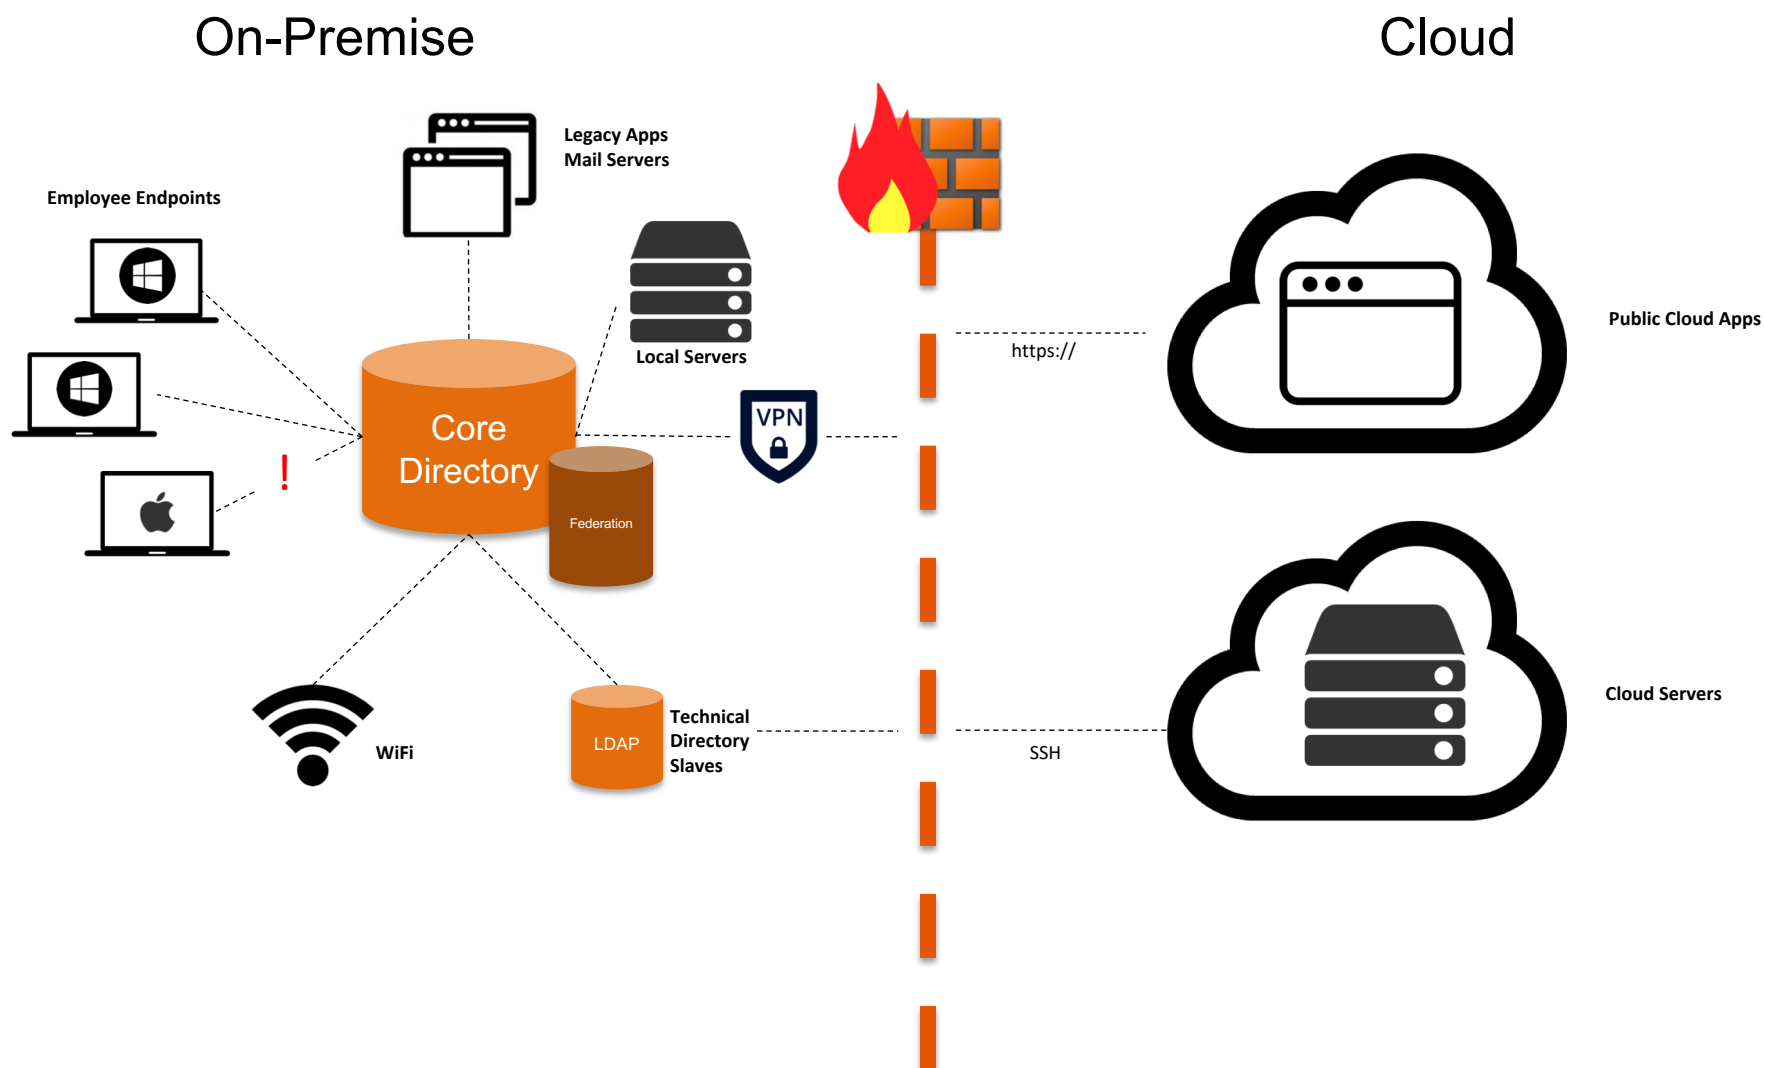 On-Premise
Cloud
Legacy Apps
Mail Servers
Employee Endpoints
Local Servers
https://
Public Cloud Apps
VPN
Core
Directory
!
Federation
Technical
Directory
Slaves
LDAP
WiFi
SSH
Cloud Servers